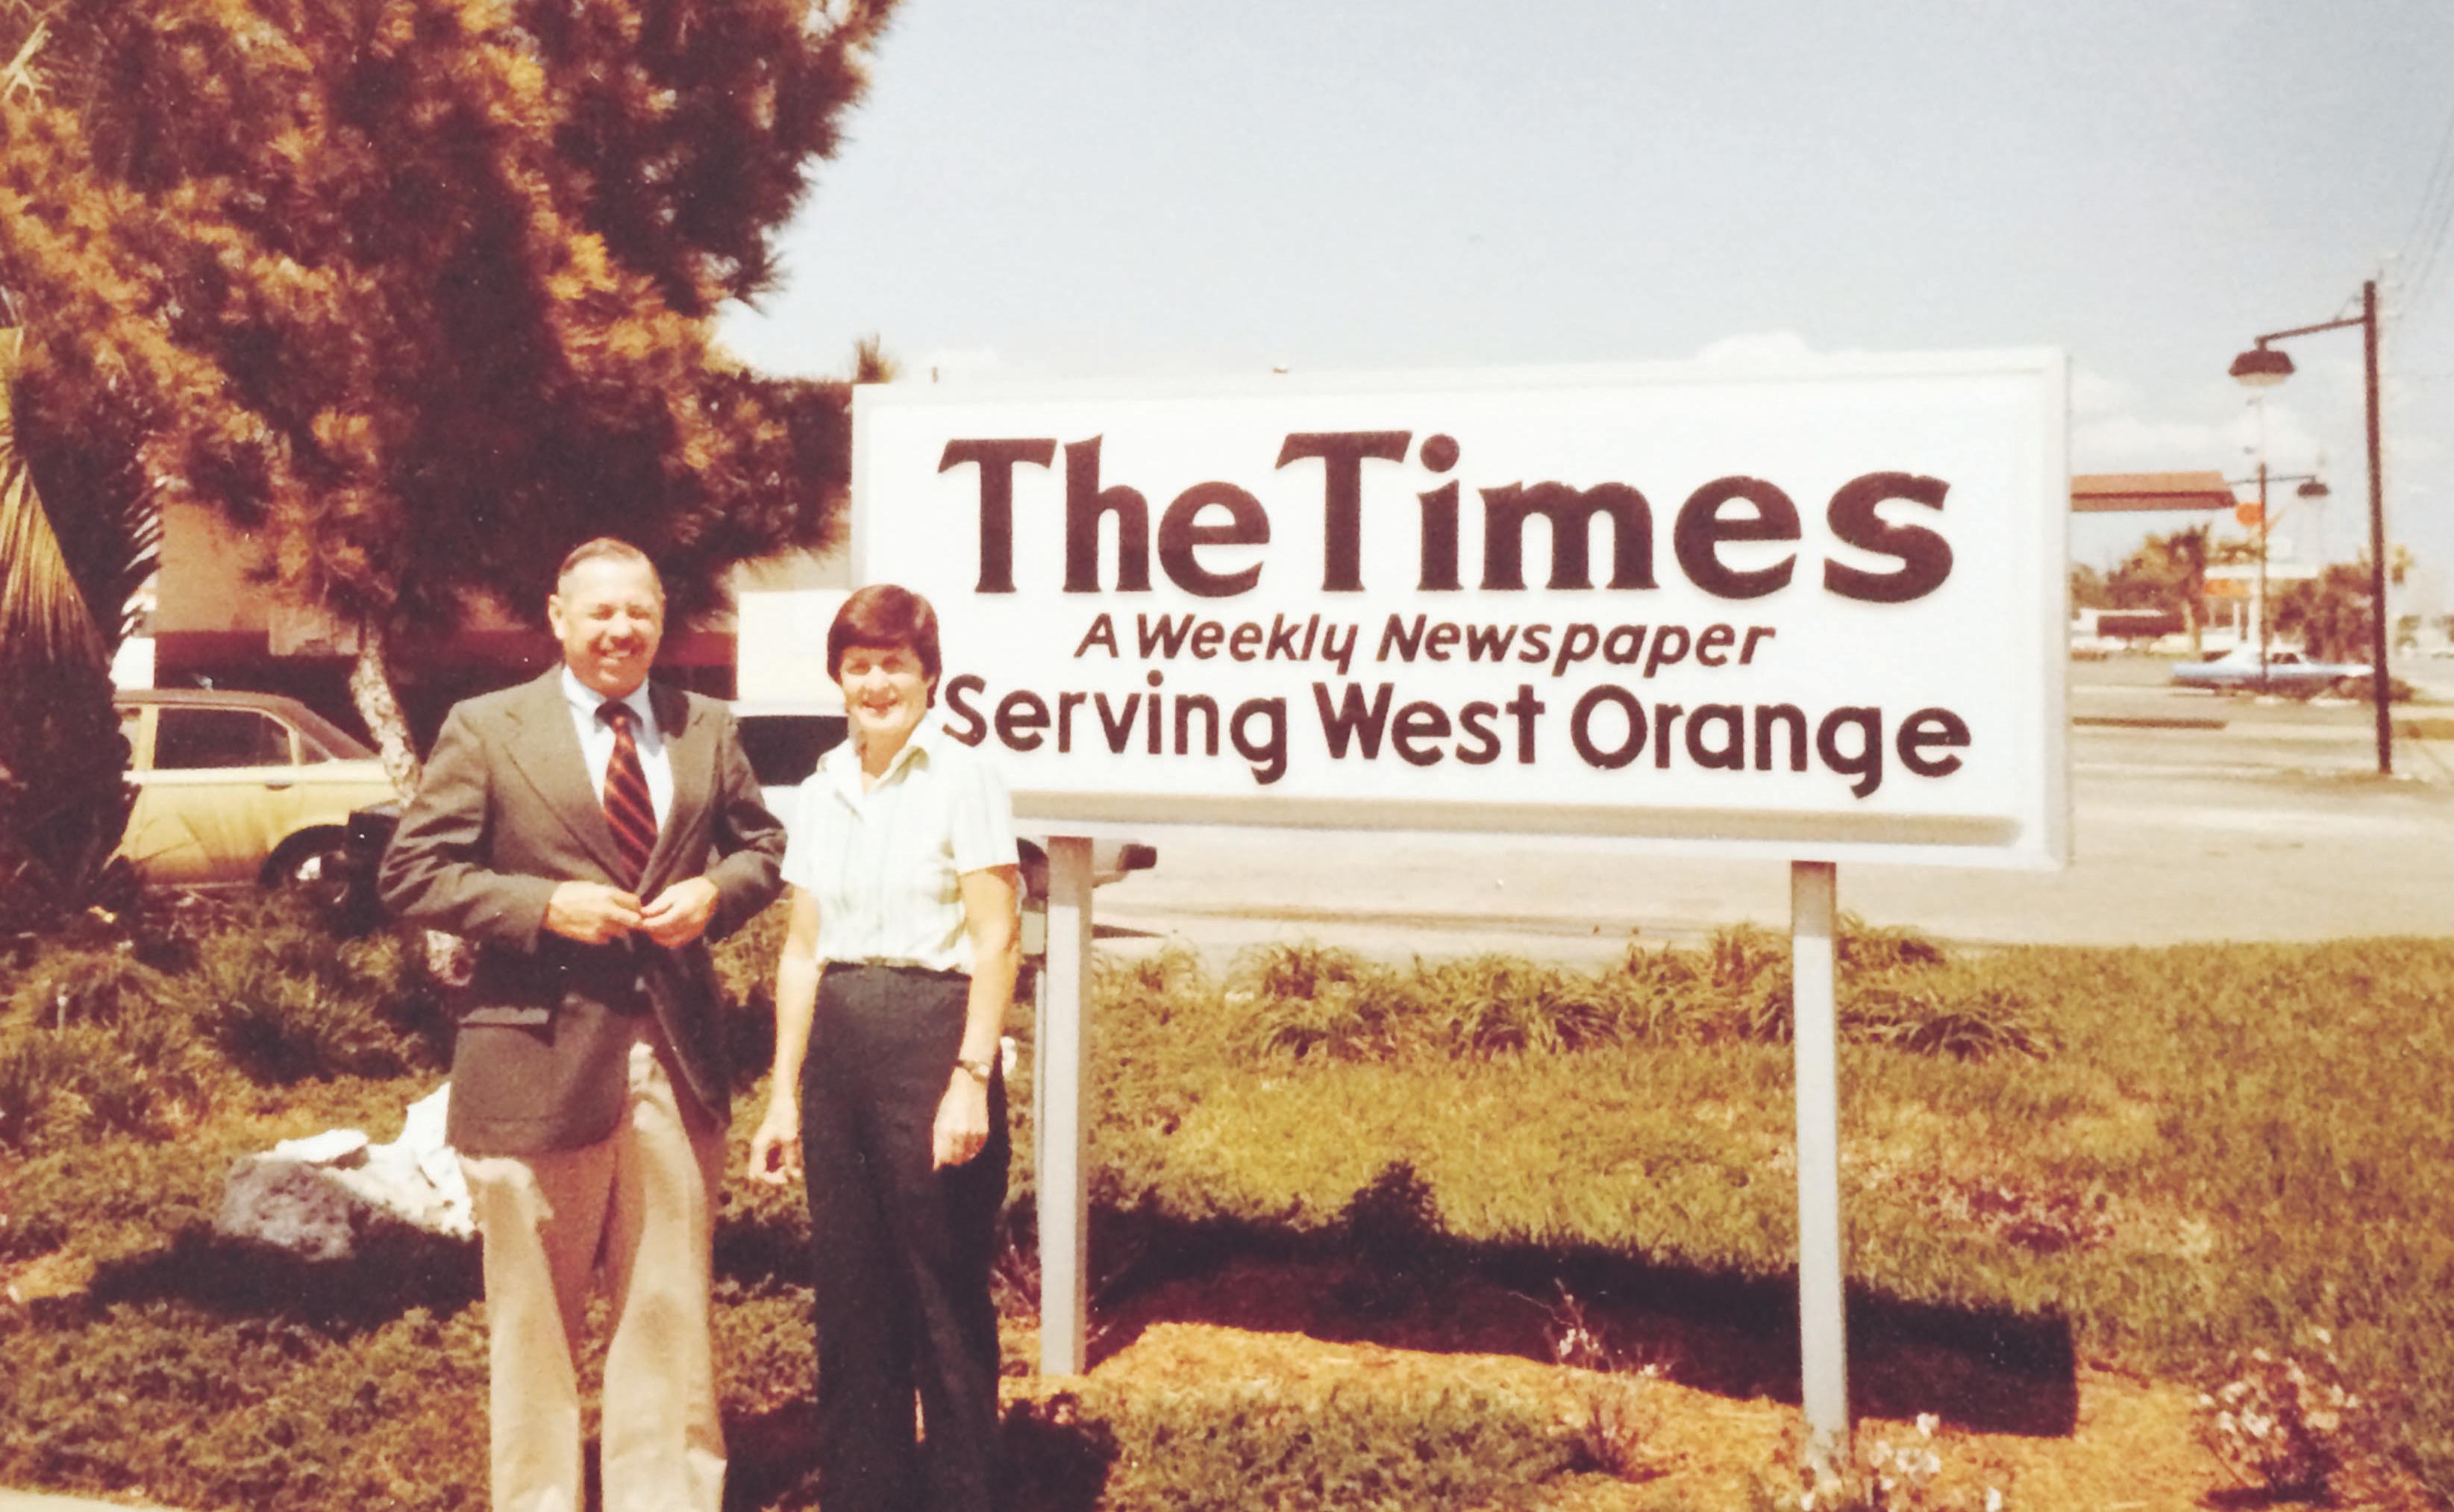 The Times
A Weekly Newspaper
Serving West Orange